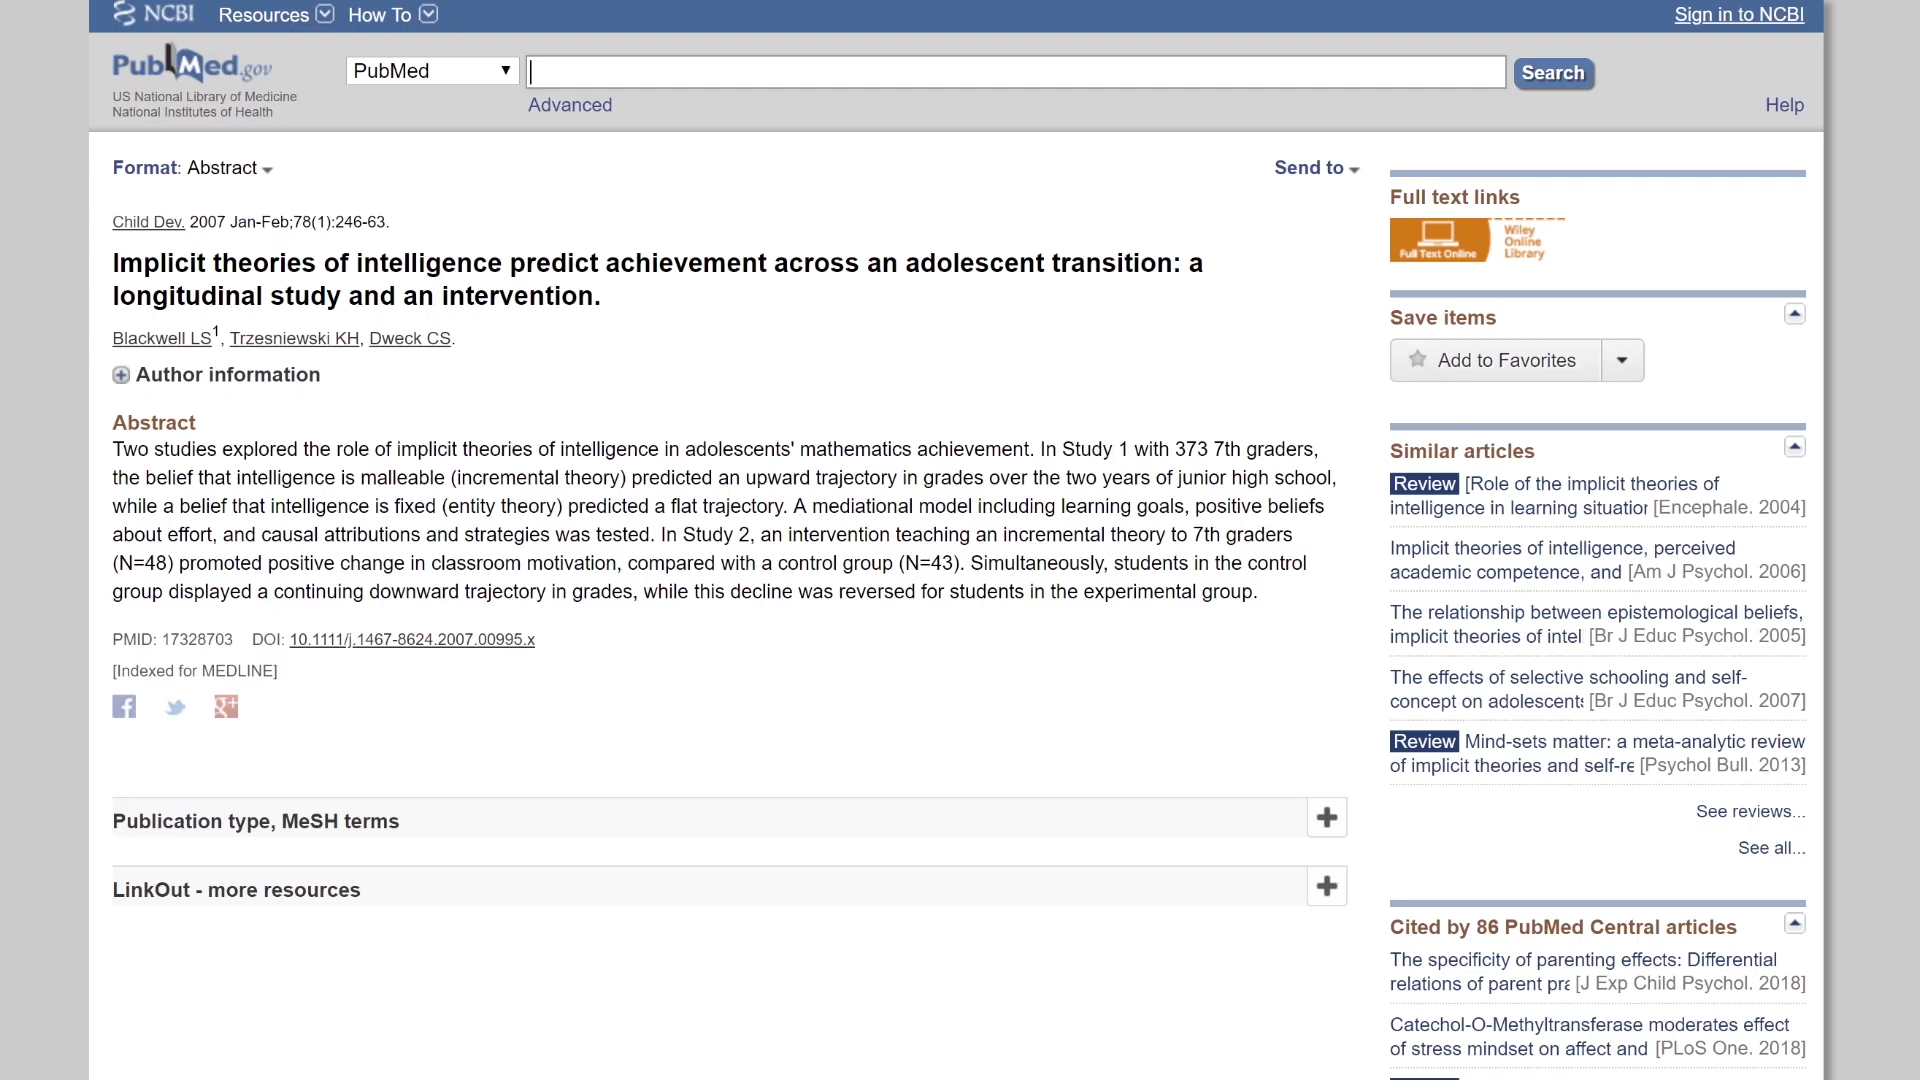 NCBI Resources How To Sign in to NCBI
PubMed.gov
US National Library of Medicine
National Institutes of Health
PubMed
Search
Advanced
Help
Format: Abstract
Send to
Child Dev. 2007 Jan-Feb;78(1):246-63.
Implicit theories of intelligence predict achievement across an adolescent transition: a
longitudinal study and an intervention.
Blackwell LS1, Trzesniewski KH, Dweck CS.
Author information
Abstract
Two studies explored the role of implicit theories of intelligence in adolescents' mathematics achievement. In Study 1 with 373 7th graders,
the belief that intelligence is malleable (incremental theory) predicted an upward trajectory in grades over the two years of junior high school,
while a belief that intelligence is fixed (entity theory) predicted a flat trajectory. A mediational model including learning goals, positive beliefs
about effort, and causal attributions and strategies was tested. In Study 2, an intervention teaching an incremental theory to 7th graders
(N=48) promoted positive change in classroom motivation, compared with a control group (N=43). Simultaneously, students in the control
group displayed a continuing downward trajectory in grades, while this decline was reversed for students in the experimental group.
PMID: 17328703 DOI: 10.1111/j.1467-8624.2007.00995.x
[Indexed for MEDLINE]
Publication type, MeSH terms
LinkOut - more resources
Full text links
Full Text Online
Wiley
Online
Library
Save items
Add to Favorites
Similar articles
Review [Role of the implicit theories of
intelligence in learning situation [Encephale. 2004]
Implicit theories of intelligence, perceived
academic competence, and [Am J Psychol. 2006]
The relationship between epistemological beliefs,
implicit theories of intel [Br J Educ Psychol. 2005]
The effects of selective schooling and self-
concept on adolescents [Br J Educ Psychol. 2007]
Review Mind-sets matter: a meta-analytic review
of implicit theories and self-re [Psychol Bull. 2013]
See reviews...
See all...
Cited by 86 PubMed Central articles
The specificity of parenting effects: Differential
relations of parent pra [J Exp Child Psychol. 2018]
Catechol-O-Methyltransferase moderates effect
of stress mindset on affect and [PLoS One. 2018]